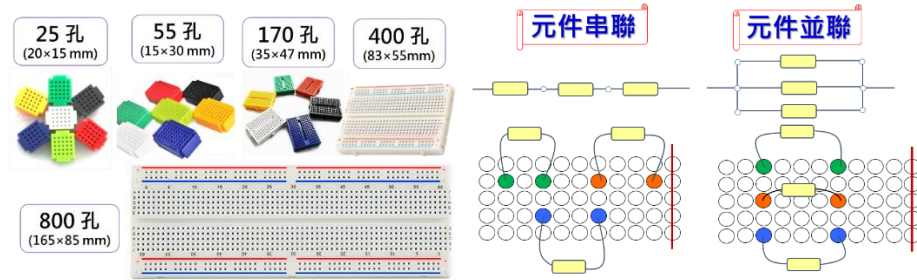 25 孔
(20×15 mm)
55 孔
(15×30 mm)
170 孔
(35×47 mm)
400 孔
(83×55mm)
800 孔
(165×85 mm)
元件串聯
元件並聯